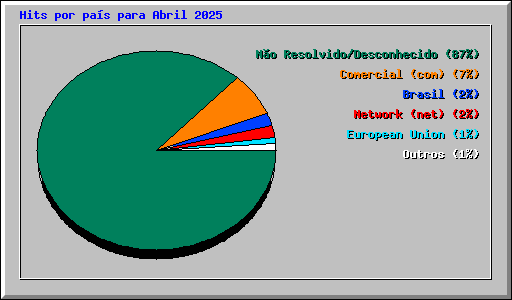 Hits por país para Abril 2025
Não Resolvido/Desconhecido (87%)
Comercial (com) (7%)
Brasil (2%)
Network (net) (2%)
European Union (1%)
Outros (1%)